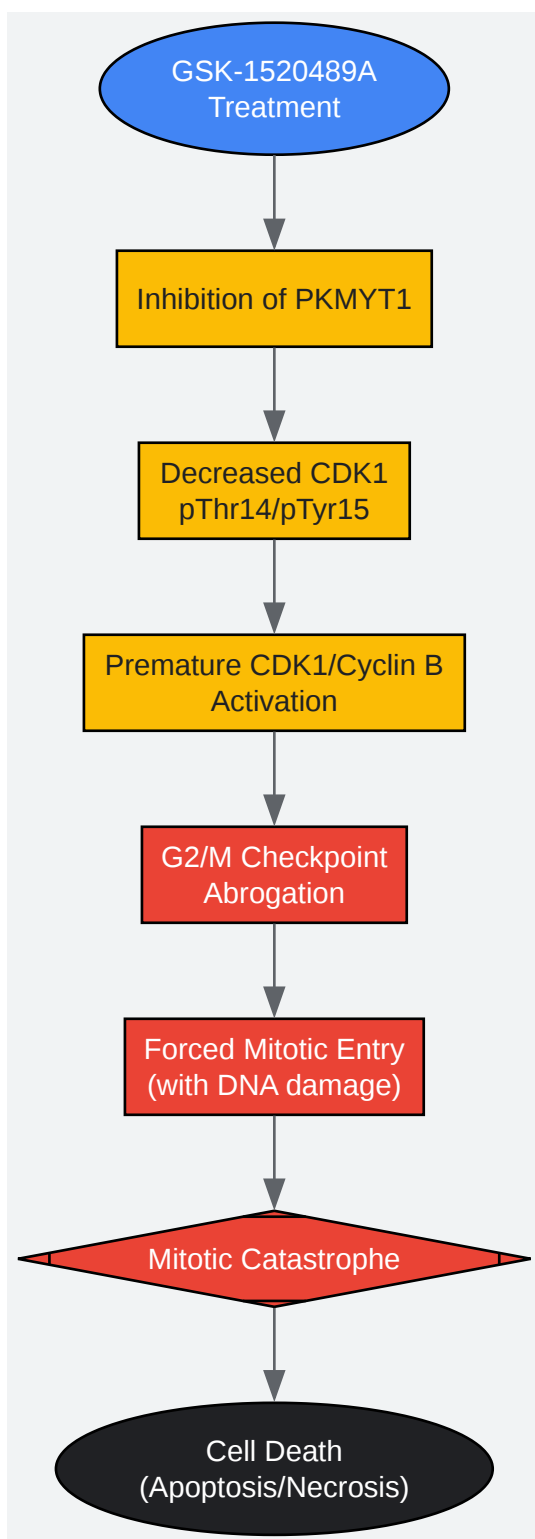 GSK-1520489A
Treatment
Inhibition of PKMYT1
Decreased CDK1
pThr14/pTyr15
Premature CDK1/Cyclin B
Activation
G2/M Checkpoint
Abrogation
Forced Mitotic Entry
(with DNA damage)
Mitotic Catastrophe
Cell Death
(Apoptosis/Necrosis)